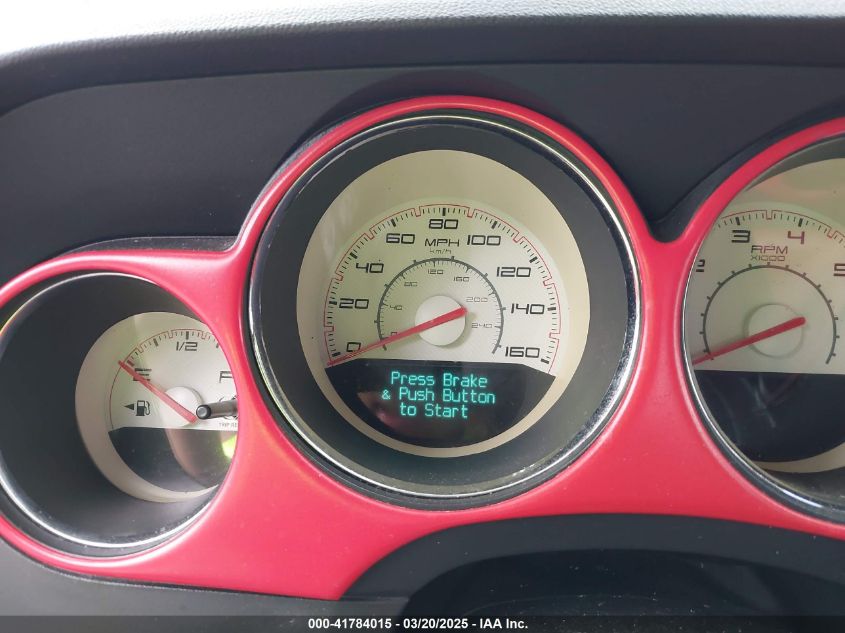 80
60 100
MPH
km/h
40 120
120
80 160
20 140
40 200
0 160
0 240
Press Brake
& Push Button
to Start
E 1/2 F
TRIP
2 3 4 5
RPM
X1000
000-41784015 - 03/20/2025 - IAA Inc.